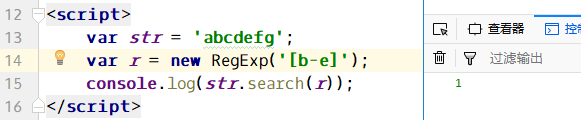 12 <script>
13 var str = 'abcdefg';
14 var r = new RegExp('[b-e]');
15 console.log(str.search(r));
16 </script>
查看器
过滤输出
1